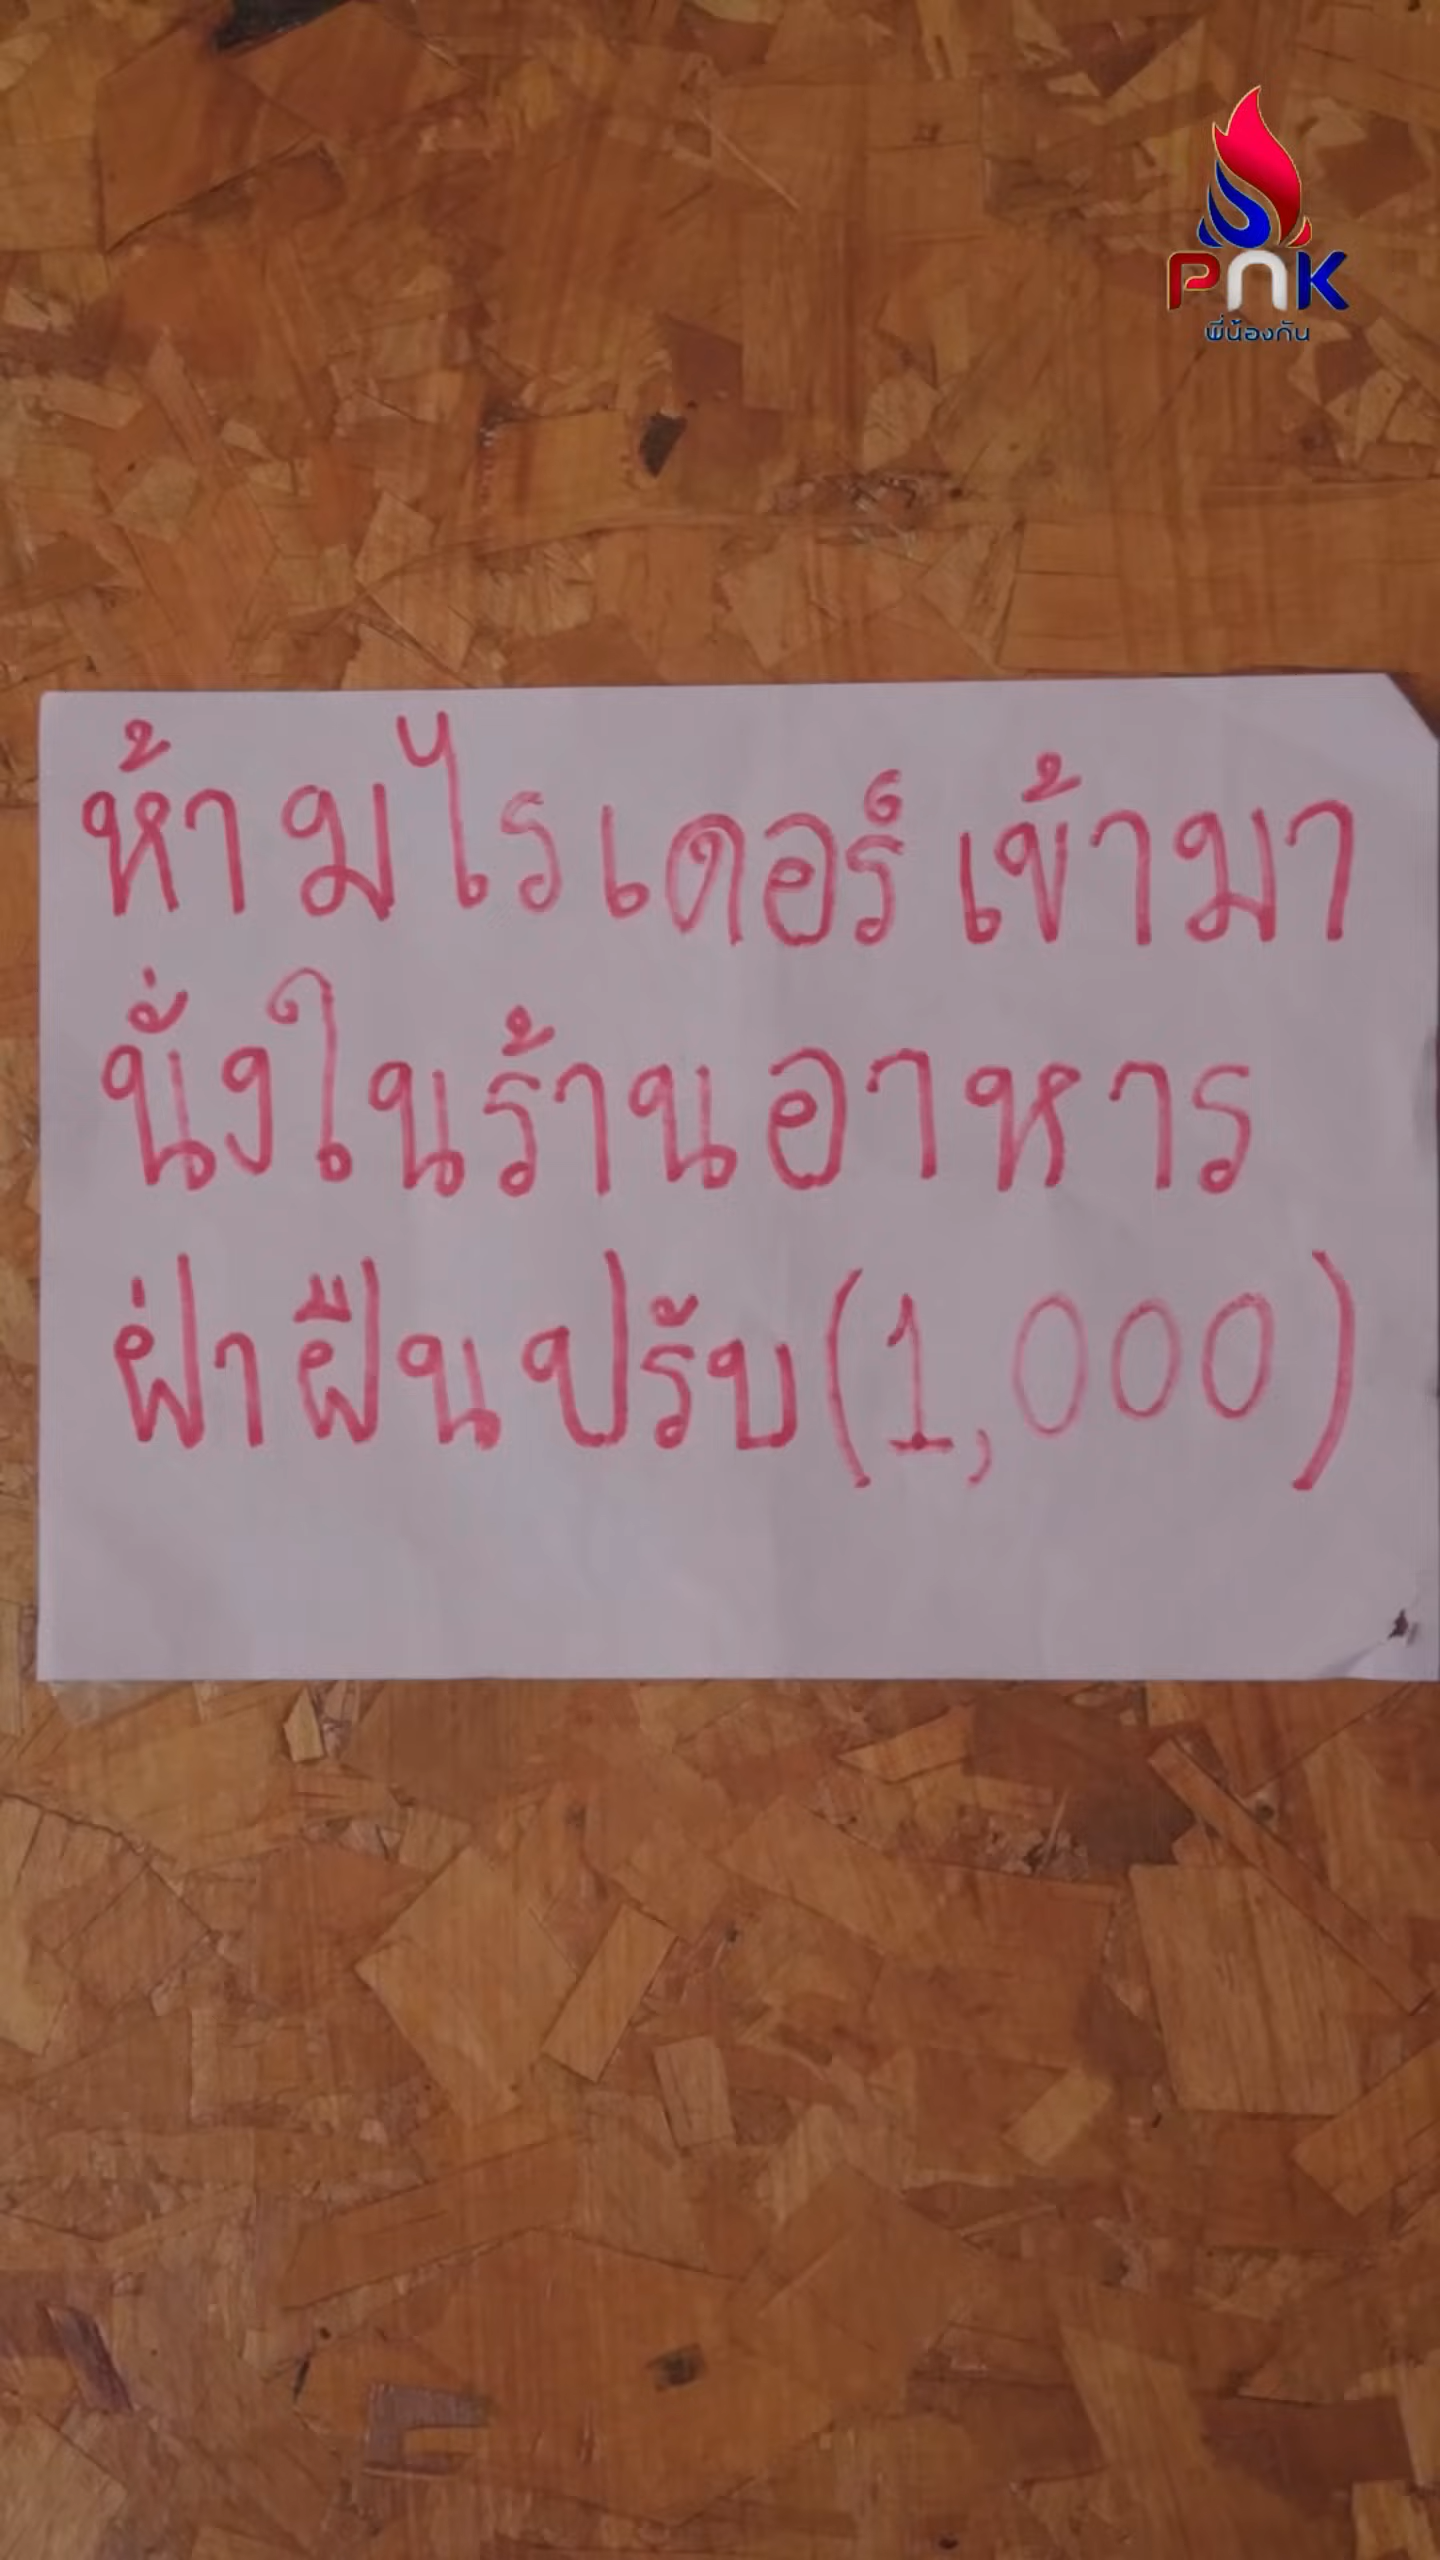 PNK
พี่น้องกัน
ห้ามไรเดอร์เข้ามา
นั่งในร้านอาหาร
ฝ่าฝืนปรับ(1,000)